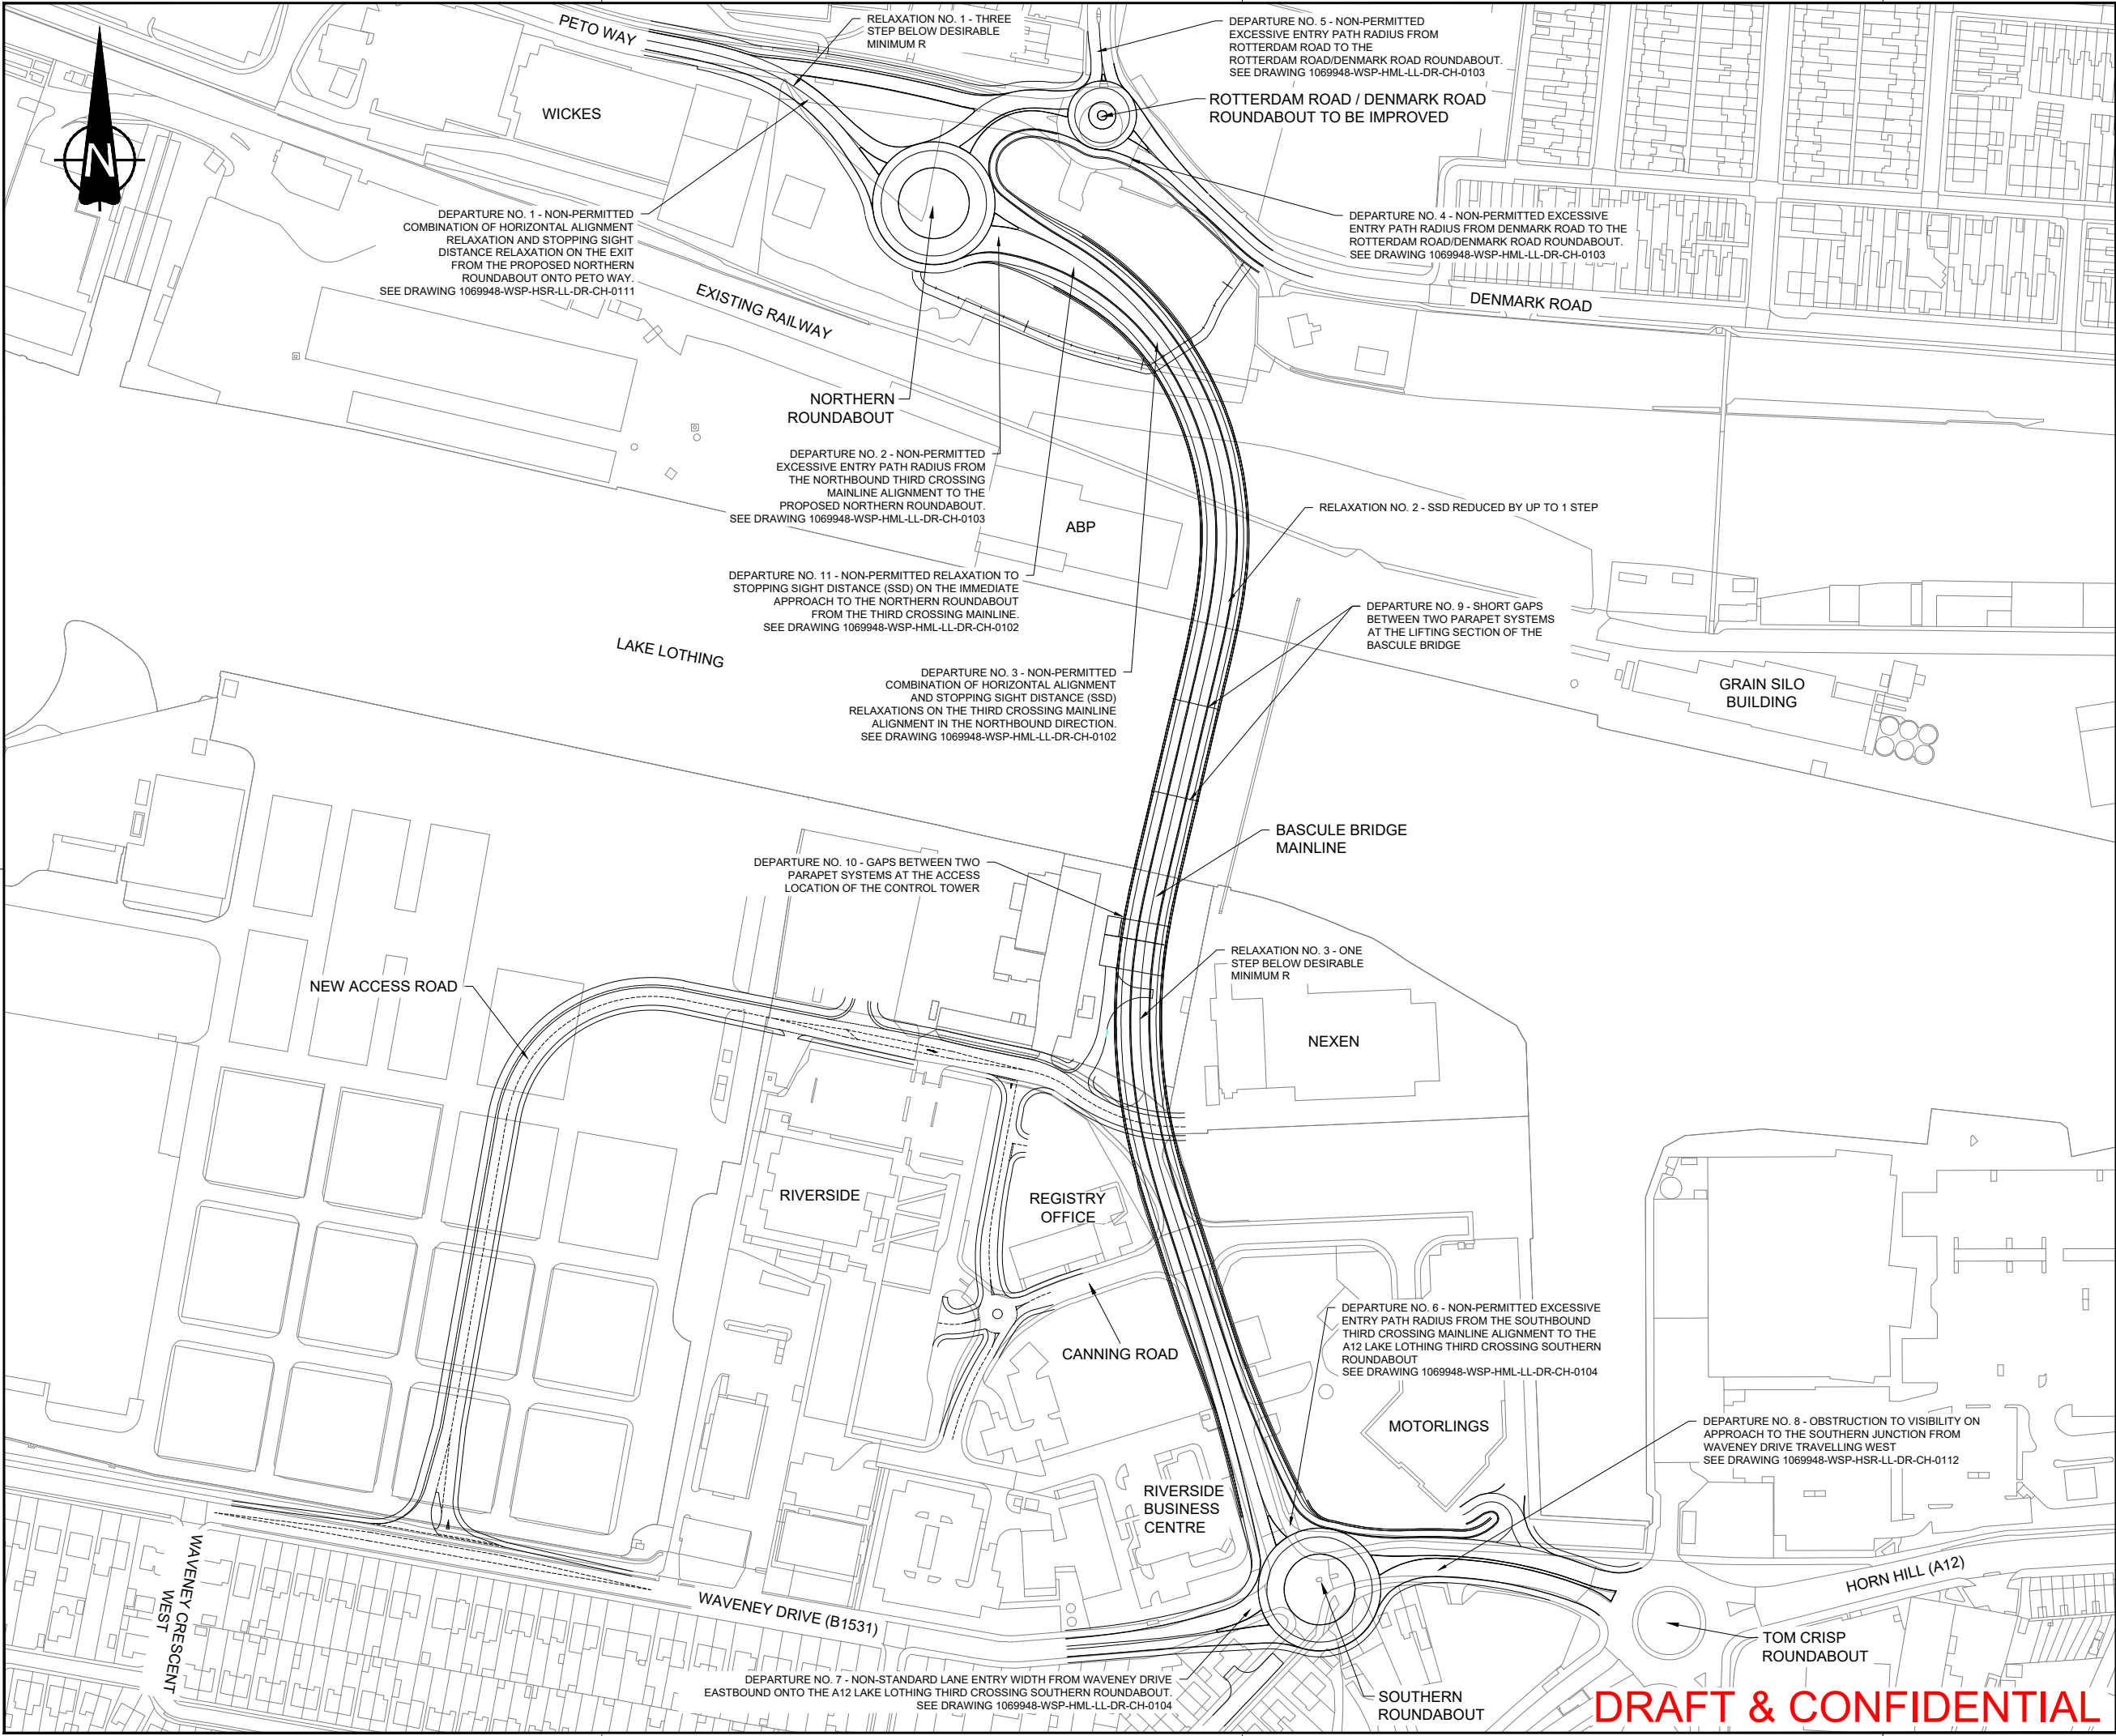 PETO WAY
RELAXATION NO. 1 - THREE
STEP BELOW DESIRABLE
MINIMUM R
DEPARTURE NO. 5 - NON-PERMITTED
EXCESSIVE ENTRY PATH RADIUS FROM
ROTTERDAM ROAD TO THE
ROTTERDAM ROAD/DENMARK ROAD ROUNDABOUT.
SEE DRAWING 1069948-WSP-HML-LL-DR-CH-0103
ROTTERDAM ROAD / DENMARK ROAD
ROUNDABOUT TO BE IMPROVED
WICKES
N
DEPARTURE NO. 1 - NON-PERMITTED
COMBINATION OF HORIZONTAL ALIGNMENT
RELAXATION AND STOPPING SIGHT
DISTANCE RELAXATION ON THE EXIT
FROM THE PROPOSED NORTHERN
ROUNDABOUT ONTO PETO WAY.
SEE DRAWING 1069948-WSP-HSR-LL-DR-CH-0111
DEPARTURE NO. 4 - NON-PERMITTED EXCESSIVE
ENTRY PATH RADIUS FROM DENMARK ROAD TO THE
ROTTERDAM ROAD/DENMARK ROAD ROUNDABOUT.
SEE DRAWING 1069948-WSP-HML-LL-DR-CH-0103
EXISTING RAILWAY
DENMARK ROAD
NORTHERN
ROUNDABOUT
DEPARTURE NO. 2 - NON-PERMITTED
EXCESSIVE ENTRY PATH RADIUS FROM
THE NORTHBOUND THIRD CROSSING
MAINLINE ALIGNMENT TO THE
PROPOSED NORTHERN ROUNDABOUT.
SEE DRAWING 1069948-WSP-HML-LL-DR-CH-0103
ABP
RELAXATION NO. 2 - SSD REDUCED BY UP TO 1 STEP
DEPARTURE NO. 11 - NON-PERMITTED RELAXATION TO
STOPPING SIGHT DISTANCE (SSD) ON THE IMMEDIATE
APPROACH TO THE NORTHERN ROUNDABOUT
FROM THE THIRD CROSSING MAINLINE.
SEE DRAWING 1069948-WSP-HML-LL-DR-CH-0102
DEPARTURE NO. 9 - SHORT GAPS
BETWEEN TWO PARAPET SYSTEMS
AT THE LIFTING SECTION OF THE
BASCULE BRIDGE
LAKE LOTHING
DEPARTURE NO. 3 - NON-PERMITTED
COMBINATION OF HORIZONTAL ALIGNMENT
AND STOPPING SIGHT DISTANCE (SSD)
RELAXATIONS ON THE THIRD CROSSING MAINLINE
ALIGNMENT IN THE NORTHBOUND DIRECTION.
SEE DRAWING 1069948-WSP-HML-LL-DR-CH-0102
GRAIN SILO
BUILDING
BASCULE BRIDGE
MAINLINE
DEPARTURE NO. 10 - GAPS BETWEEN TWO
PARAPET SYSTEMS AT THE ACCESS
LOCATION OF THE CONTROL TOWER
RELAXATION NO. 3 - ONE
STEP BELOW DESIRABLE
MINIMUM R
NEW ACCESS ROAD
NEXEN
RIVERSIDE
REGISTRY
OFFICE
CANNING ROAD
DEPARTURE NO. 6 - NON-PERMITTED EXCESSIVE
ENTRY PATH RADIUS FROM THE SOUTHBOUND
THIRD CROSSING MAINLINE ALIGNMENT TO THE
A12 LAKE LOTHING THIRD CROSSING SOUTHERN
ROUNDABOUT
SEE DRAWING 1069948-WSP-HML-LL-DR-CH-0104
MOTORLINGS
DEPARTURE NO. 8 - OBSTRUCTION TO VISIBILITY ON
APPROACH TO THE SOUTHERN JUNCTION FROM
WAVENEY DRIVE TRAVELLING WEST
SEE DRAWING 1069948-WSP-HSR-LL-DR-CH-0112
RIVERSIDE
BUSINESS
CENTRE
WAVENEY CRESCENT
WEST
WAVENEY DRIVE (B1531)
HORN HILL (A12)
TOM CRISP
ROUNDABOUT
DEPARTURE NO. 7 - NON-STANDARD LANE ENTRY WIDTH FROM WAVENEY DRIVE
EASTBOUND ONTO THE A12 LAKE LOTHING THIRD CROSSING SOUTHERN ROUNDABOUT.
SEE DRAWING 1069948-WSP-HML-LL-DR-CH-0104
SOUTHERN
ROUNDABOUT
DRAFT & CONFIDENTIAL